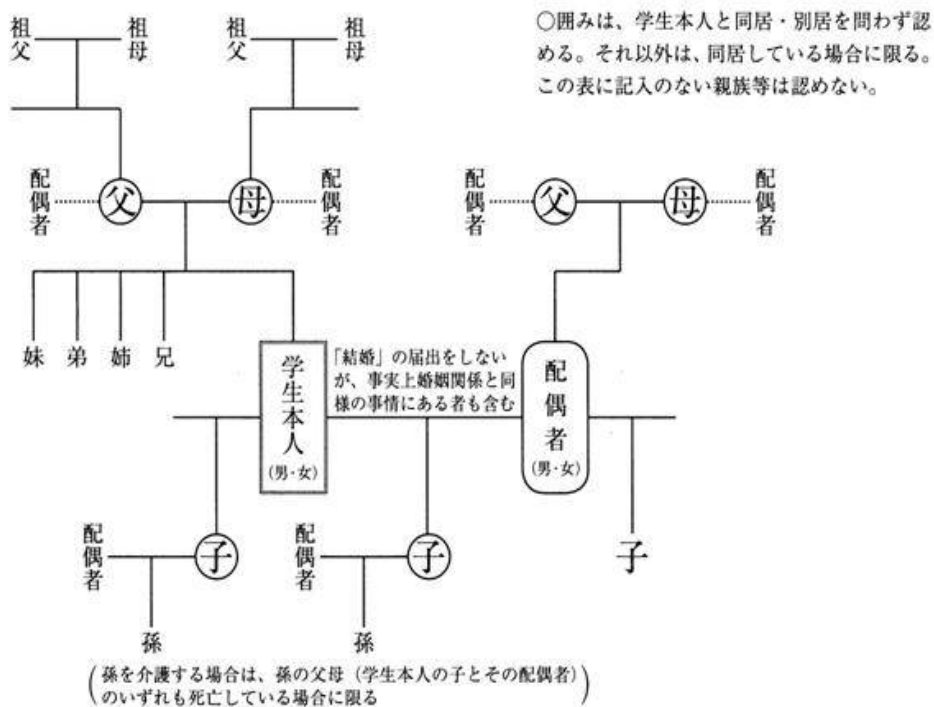 祖父
祖母
祖父
祖母
○囲みは、学生本人と同居・別居を問わず認
める。それ以外は、同居している場合に限る。
この表に記入のない親族等は認めない。
配偶者
父
母
配偶者
配偶者
父
母
配偶者
妹
弟
姉
兄
学生本人
(男・女)
「結婚」の届出をしない
が、事実上婚姻関係と同
様の事情にある者も含む
配偶者
(男・女)
配偶者
子
配偶者
子
子
孫
孫
(孫を介護する場合は、孫の父母(学生本人の子とその配偶者)
のいずれも死亡している場合に限る)